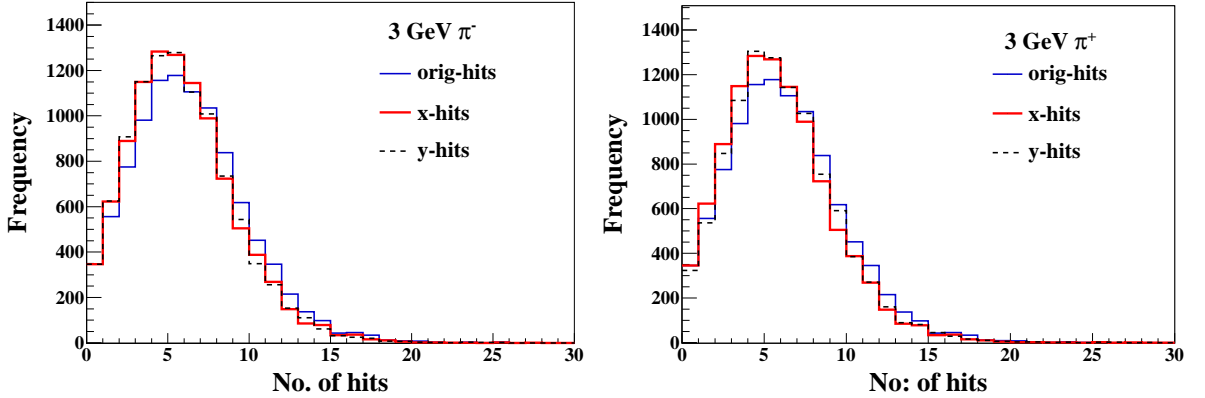 3 GeV π⁻
orig-hits
x-hits
y-hits
Frequency
1400
1200
1000
800
600
400
200
0
0 5 10 15 20 25 30
No. of hits
3 GeV π⁺
orig-hits
x-hits
y-hits
Frequency
1400
1200
1000
800
600
400
200
0
0 5 10 15 20 25 30
No: of hits